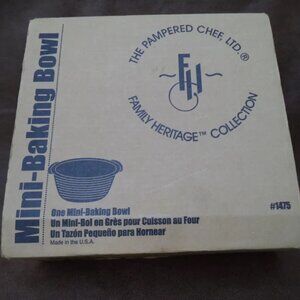 THE PAMPERED CHEF, LTD.®
FH
FAMILY HERITAGE™ COLLECTION
Mini-Baking Bowl
#1475
One Mini-Baking Bowl
Un Mini-Bol en Grès pour Cuisson au Four
Un Tazón Pequeño para Hornear
Made in the U.S.A.